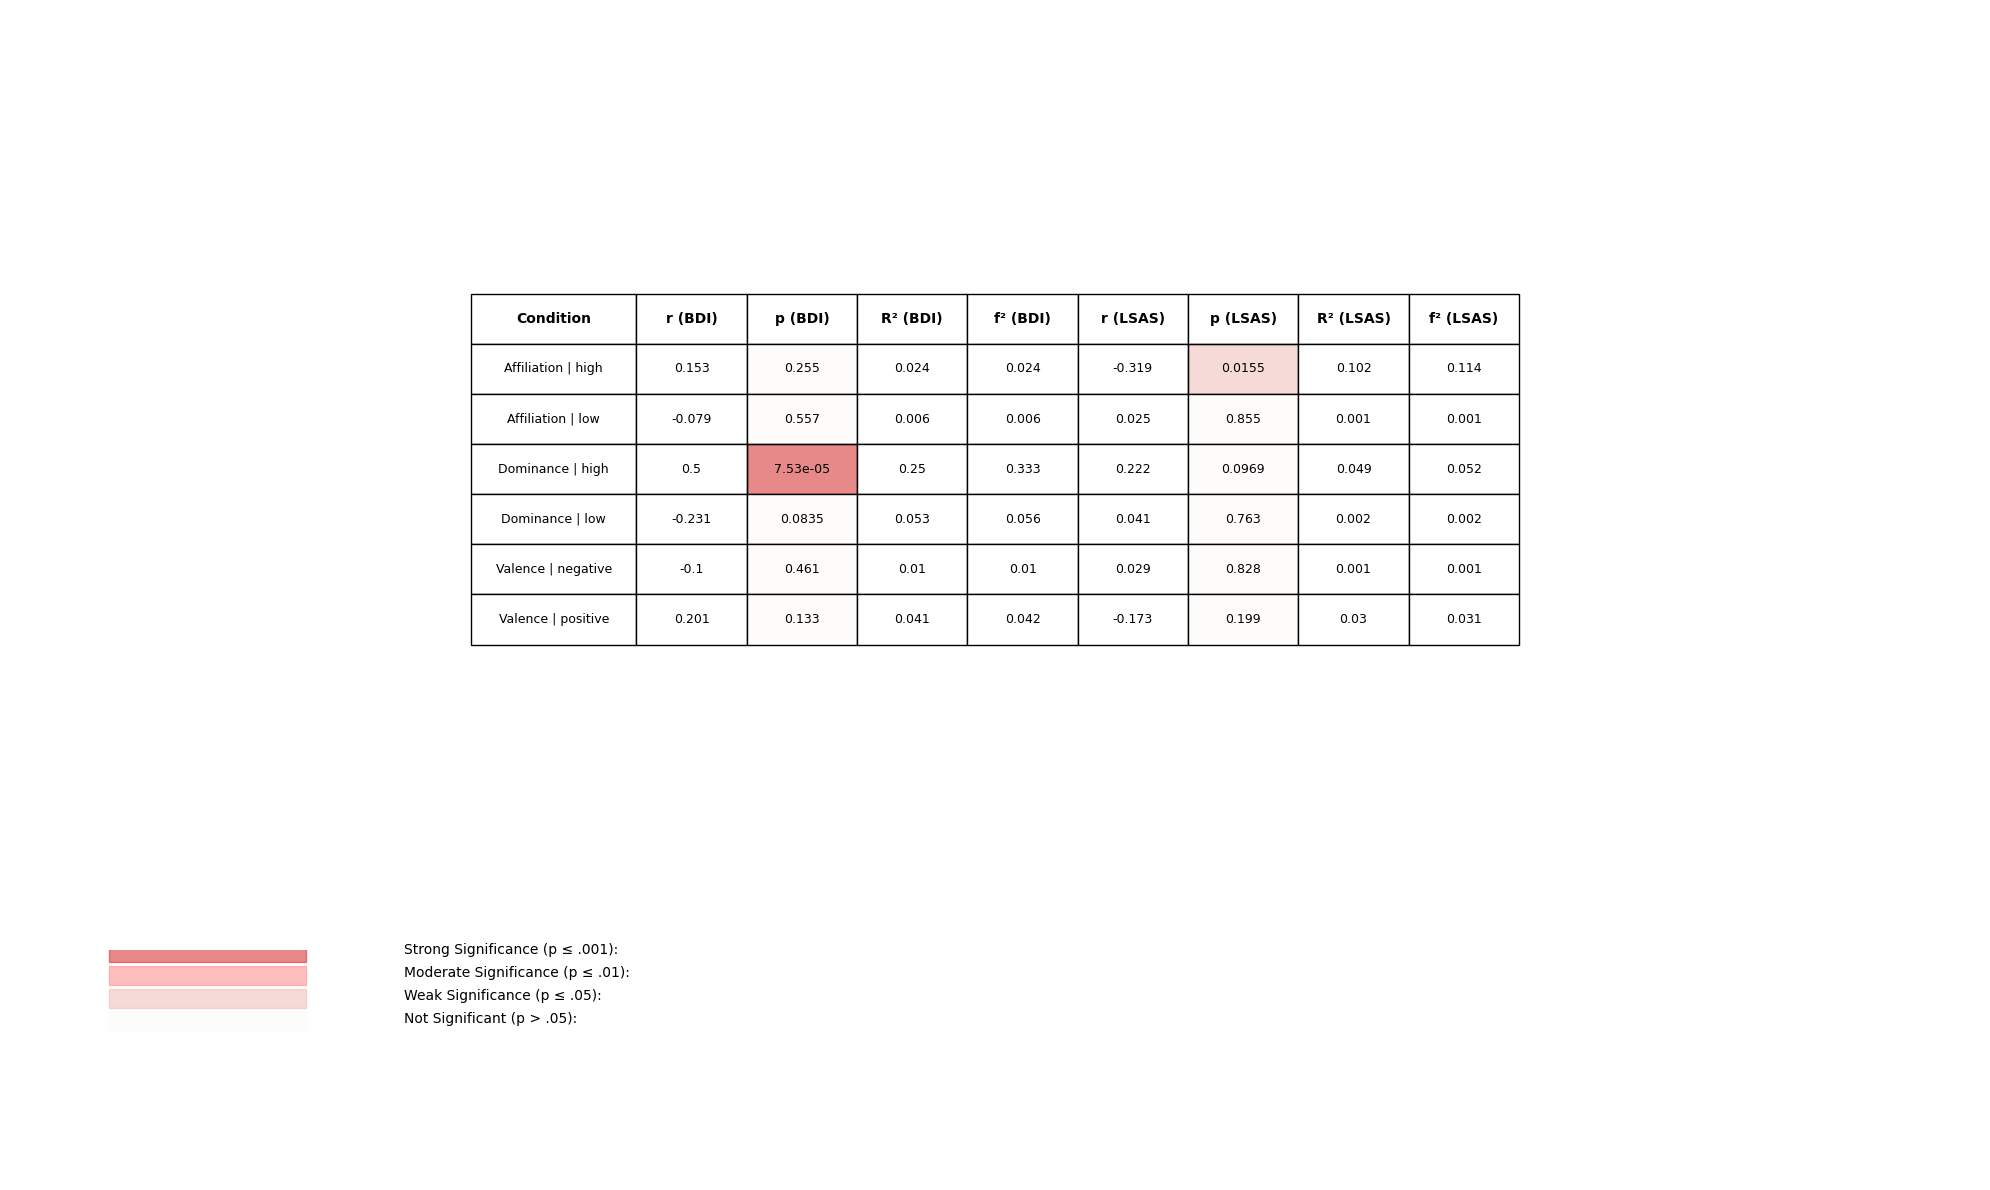 Condition r (BDI) p (BDI) R² (BDI) f² (BDI) r (LSAS) p (LSAS) R² (LSAS) f² (LSAS)
Affiliation | high 0.153 0.255 0.024 0.024 -0.319 0.0155 0.102 0.114
Affiliation | low -0.079 0.557 0.006 0.006 0.025 0.855 0.001 0.001
Dominance | high 0.5 7.53e-05 0.25 0.333 0.222 0.0969 0.049 0.052
Dominance | low -0.231 0.0835 0.053 0.056 0.041 0.763 0.002 0.002
Valence | negative -0.1 0.461 0.01 0.01 0.029 0.828 0.001 0.001
Valence | positive 0.201 0.133 0.041 0.042 -0.173 0.199 0.03 0.031
Strong Significance (p ≤ .001):
Moderate Significance (p ≤ .01):
Weak Significance (p ≤ .05):
Not Significant (p > .05):